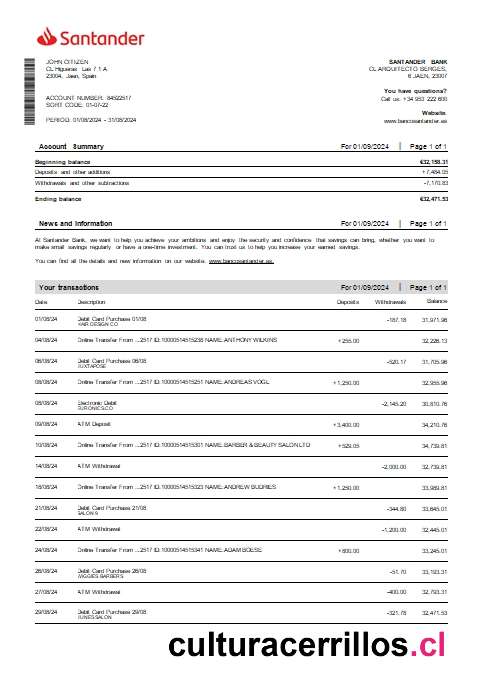 Santander
JOHN CITIZEN
CL Higueras Las 7 1 A
23004, Jaen, Spain
ACCOUNT NUMBER: 84522517
SORT CODE: 01-07-22
PERIOD: 01/08/2024 - 31/08/2024
SANTANDER BANK
CL ARQUITECTO BERGES,
6 JAEN, 23007
You have questions?
Call us: +34 953 222 600
Website.
www.bancosantander.es
Account Summary For 01/09/2024 | Page 1 of 1
Beginning balance €32,158.31
Deposits and other additions +7,484.05
Withdrawals and other subtractions -7,170.83
Ending balance €32,471.53
News and Information For 01/09/2024 | Page 1 of 1
At Santander Bank, we want to help you achieve your ambitions and enjoy the security and confidence that savings can bring, whether you want to
make small savings regularly or have a one-time investment. You can trust us to help you increase your earned savings.
You can find all the details and new information on our website: www.bancosantander.es.
Your transactions For 01/09/2024 | Page 1 of 1
Date Description Deposits Withdrawals Balance
01/08/24 Debit Card Purchase 01/08 -187.18 31,971.96
HAIR DESIGN CO
04/08/24 Online Transfer From ...2517 ID:10000514515238 NAME:ANTHONY WILKINS +255.00 32,226.13
06/08/24 Debit Card Purchase 06/08 -520.17 31,705.96
JUXTAPOSE
08/08/24 Online Transfer From ...2517 ID:10000514515251 NAME:ANDREAS VOGL +1,250.00 32,955.96
08/08/24 Electronic Debit -2,145.20 30,810.76
EURONICS.CO
09/08/24 ATM Deposit +3,400.00 34,210.76
10/08/24 Online Transfer From ...2517 ID:10000514515301 NAME:BARBER & BEAUTY SALON LTD +529.05 34,739.81
14/08/24 ATM Withdrawal -2,000.00 32,739.81
18/08/24 Online Transfer From ...2517 ID:10000514515323 NAME:ANDREW BUDRIES +1,250.00 33,989.81
21/08/24 Debit Card Purchase 21/08 -344.80 33,645.01
SALON 9
22/08/24 ATM Withdrawal -1,200.00 32,445.01
24/08/24 Online Transfer From ...2517 ID:10000514515341 NAME:ADAM BOESE +800.00 33,245.01
26/08/24 Debit Card Purchase 26/08 -51.70 33,193.31
WIGGIES BARBERS
27/08/24 ATM Withdrawal -400.00 32,793.31
29/08/24 Debit Card Purchase 29/08 -321.78 32,471.53
JUNES SALON
culturacerrillos.cl